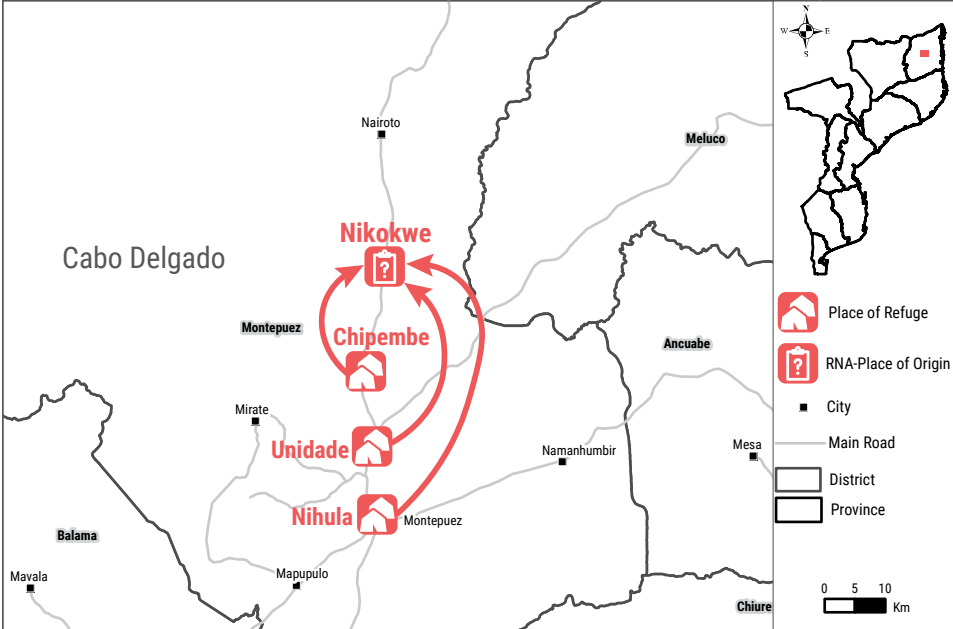 Nairoto
Meluco
Nikokwe
?
Cabo Delgado
Montepuez
Chipembe
Ancuabe
Mirate
Unidade
Namanhumbir
Mesa
Nihula
Montepuez
Balama
Mapupulo
Mavala
Chiure
N
W E
S
Place of Refuge
?
RNA-Place of Origin
City
Main Road
District
Province
0 5 10
Km